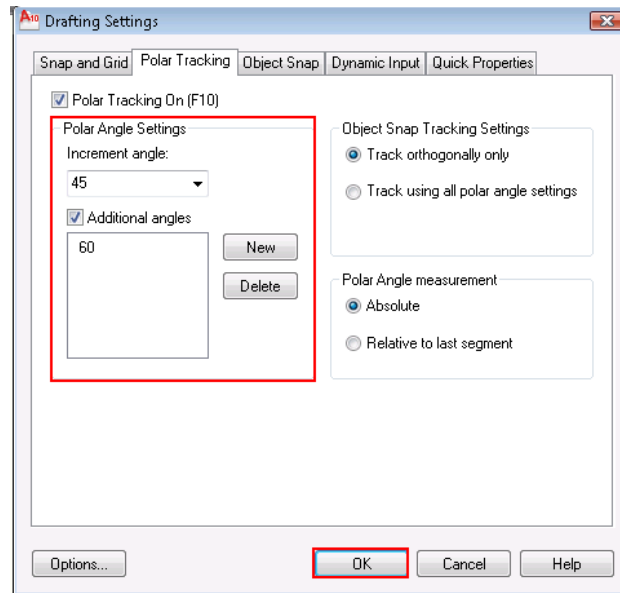 A10 Drafting Settings
Snap and Grid Polar Tracking Object Snap Dynamic Input Quick Properties
Polar Tracking On (F10)
Polar Angle Settings
Increment angle:
45
Additional angles
60
New
Delete
Object Snap Tracking Settings
Track orthogonally only
Track using all polar angle settings
Polar Angle measurement
Absolute
Relative to last segment
Options... OK Cancel Help